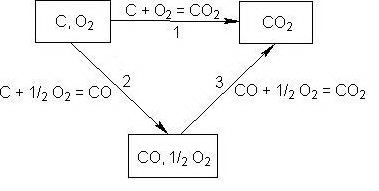 C + O₂ = CO₂
C, O₂
1
CO₂
C + 1/₂ O₂ = CO
2
3
CO + 1/₂ O₂ = CO₂
CO, 1/₂ O₂